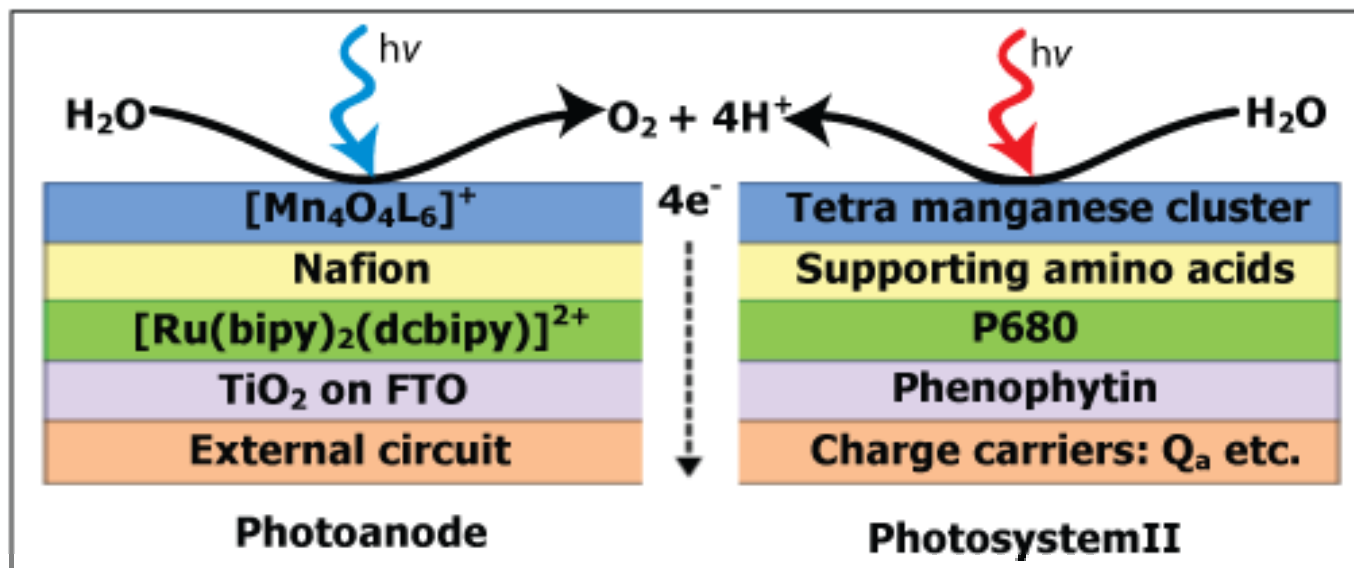 hν hν
H₂O O₂ + 4H⁺ H₂O
[Mn₄O₄L₆]⁺ 4e⁻ Tetra manganese cluster
Nafion Supporting amino acids
[Ru(bipy)₂(dcbipy)]²⁺ P680
TiO₂ on FTO Phenophytin
External circuit Charge carriers: Qₐ etc.
Photoanode PhotosystemII